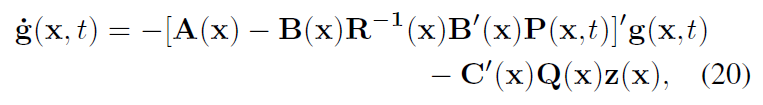 ġ(x, t) = −[A(x) − B(x)R⁻¹(x)B′(x)P(x,t)]′g(x,t)
− C′(x)Q(x)z(x), (20)